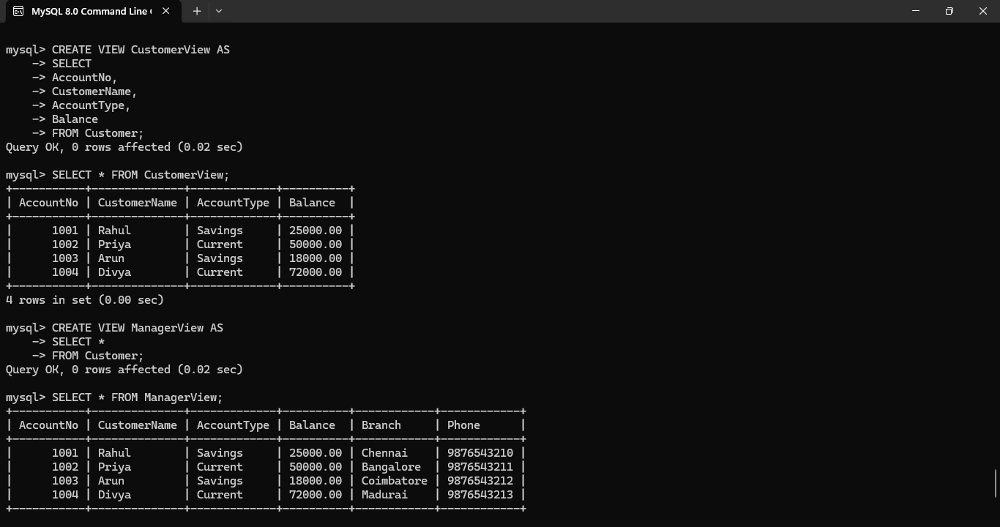 MySQL 8.0 Command Line
mysql> CREATE VIEW CustomerView AS
    -> SELECT
    -> AccountNo,
    -> CustomerName,
    -> AccountType,
    -> Balance
    -> FROM Customer;
Query OK, 0 rows affected (0.02 sec)
mysql> SELECT * FROM CustomerView;
+-----------+--------------+-------------+----------+
| AccountNo | CustomerName | AccountType | Balance  |
+-----------+--------------+-------------+----------+
|      1001 | Rahul        | Savings     | 25000.00 |
|      1002 | Priya        | Current     | 50000.00 |
|      1003 | Arun         | Savings     | 18000.00 |
|      1004 | Divya        | Current     | 72000.00 |
+-----------+--------------+-------------+----------+
4 rows in set (0.00 sec)
mysql> CREATE VIEW ManagerView AS
    -> SELECT *
    -> FROM Customer;
Query OK, 0 rows affected (0.02 sec)
mysql> SELECT * FROM ManagerView;
+-----------+--------------+-------------+----------+------------+------------+
| AccountNo | CustomerName | AccountType | Balance  | Branch     | Phone      |
+-----------+--------------+-------------+----------+------------+------------+
|      1001 | Rahul        | Savings     | 25000.00 | Chennai    | 9876543210 |
|      1002 | Priya        | Current     | 50000.00 | Bangalore  | 9876543211 |
|      1003 | Arun         | Savings     | 18000.00 | Coimbatore | 9876543212 |
|      1004 | Divya        | Current     | 72000.00 | Madurai    | 9876543213 |
+-----------+--------------+-------------+----------+------------+------------+